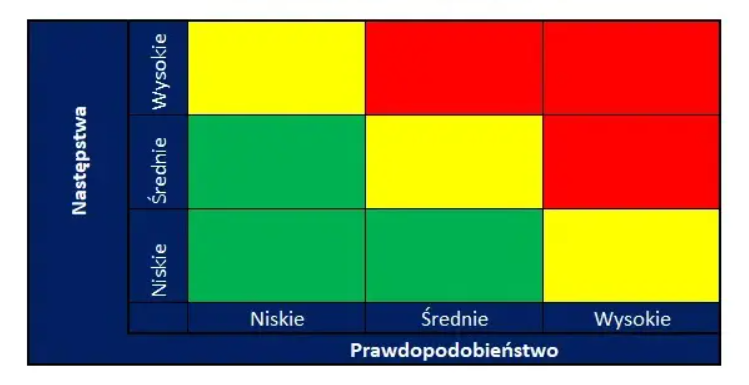 Następstwa
Wysokie
Średnie
Niskie
Niskie Średnie Wysokie
Prawdopodobieństwo